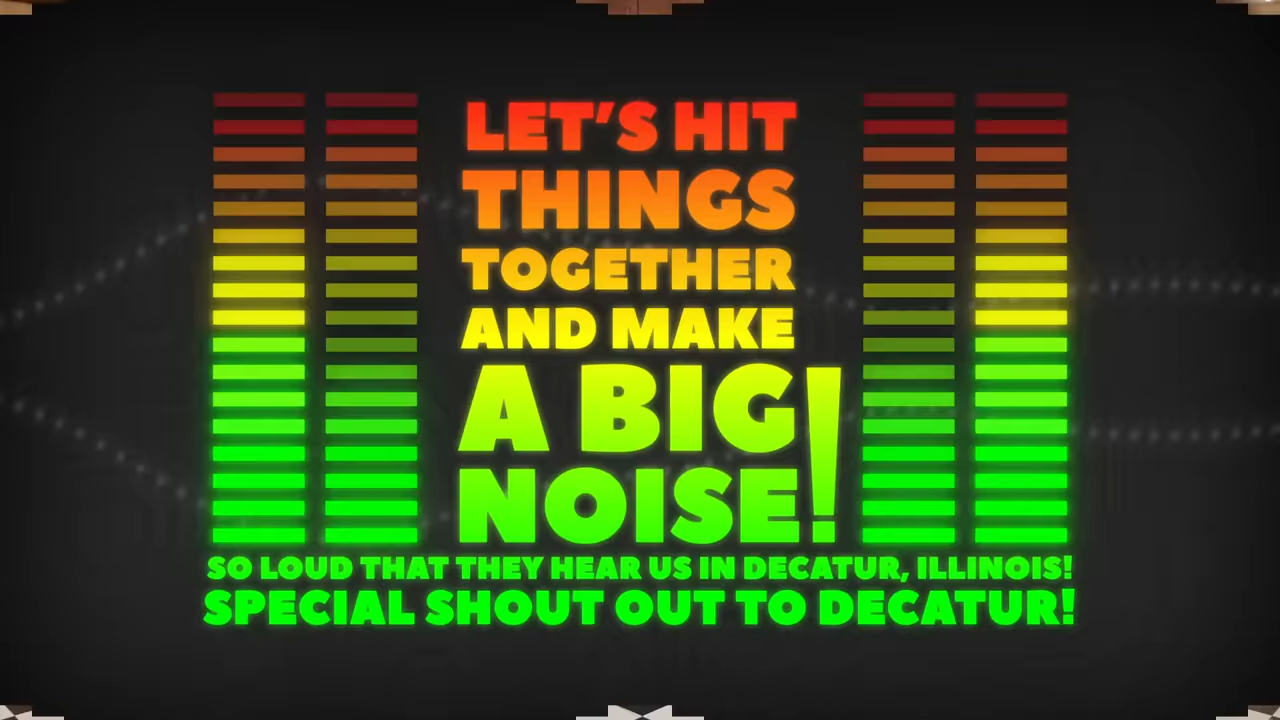 LET'S HIT
THINGS
TOGETHER
AND MAKE
A BIG
NOISE!
SO LOUD THAT THEY HEAR US IN DECATUR, ILLINOIS!
SPECIAL SHOUT OUT TO DECATUR!